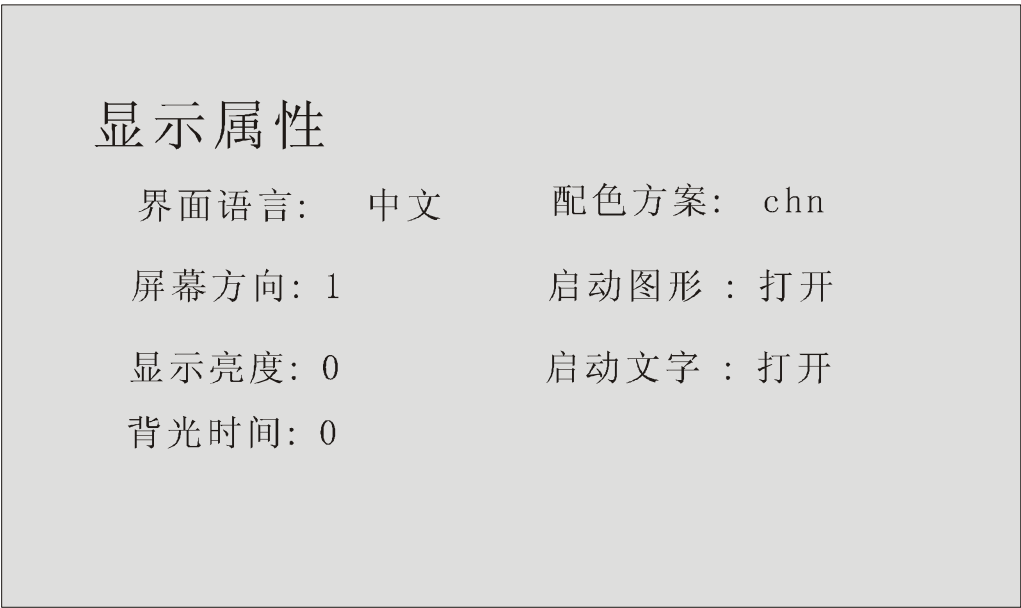 显示属性
界面语言: 中文 配色方案: chn
屏幕方向: 1 启动图形 : 打开
显示亮度: 0 启动文字 : 打开
背光时间: 0